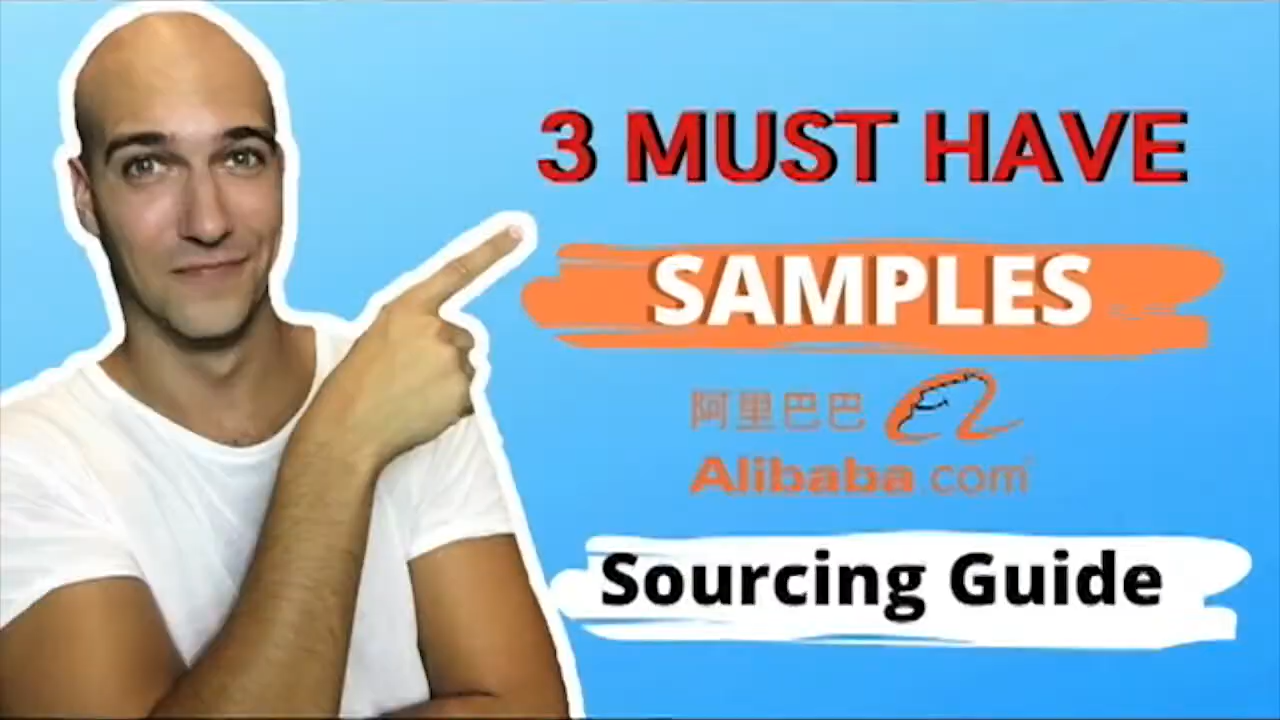 3 MUST HAVE
SAMPLES
阿里巴巴
Alibaba.com
Sourcing Guide